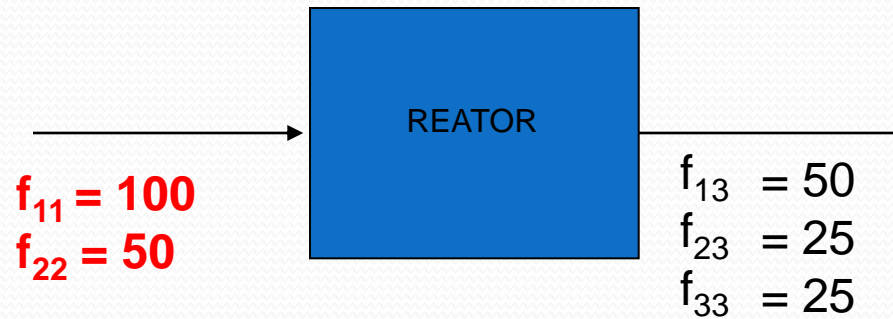 REATOR
f₁₁ = 100
f₂₂ = 50
f₁₃ = 50
f₂₃ = 25
f₃₃ = 25